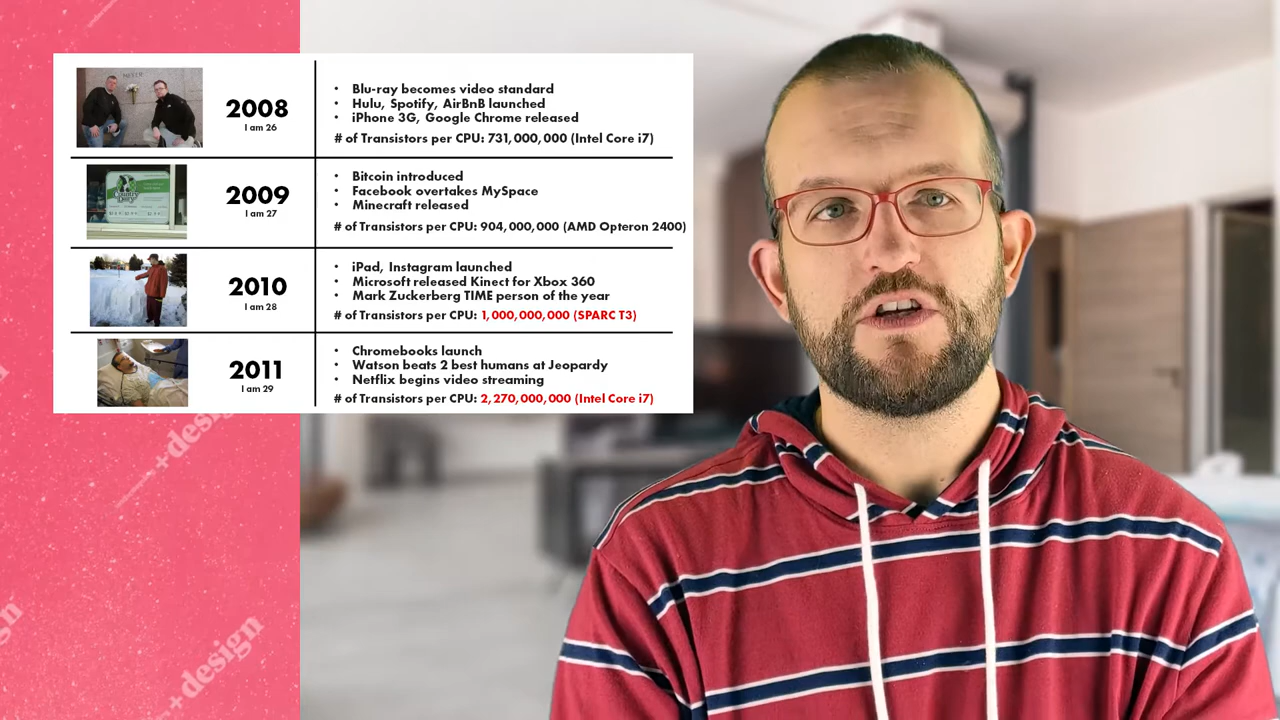 2008
I am 26
• Blu-ray becomes video standard
• Hulu, Spotify, AirBnB launched
• iPhone 3G, Google Chrome released
# of Transistors per CPU: 731,000,000 (Intel Core i7)
2009
I am 27
• Bitcoin introduced
• Facebook overtakes MySpace
• Minecraft released
# of Transistors per CPU: 904,000,000 (AMD Opteron 2400)
2010
I am 28
• iPad, Instagram launched
• Microsoft released Kinect for Xbox 360
• Mark Zuckerberg TIME person of the year
# of Transistors per CPU: 1,000,000,000 (SPARC T3)
2011
I am 29
• Chromebooks launch
• Watson beats 2 best humans at Jeopardy
• Netflix begins video streaming
# of Transistors per CPU: 2,270,000,000 (Intel Core i7)
+design
+design